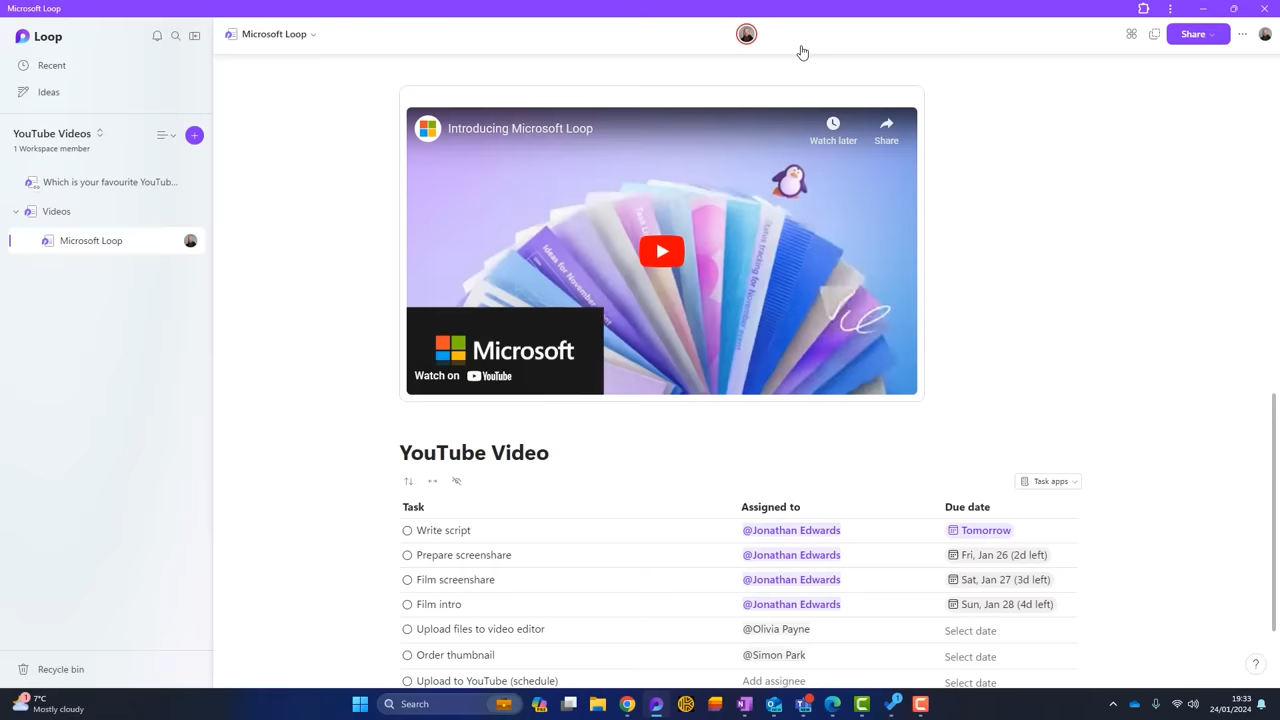 Microsoft Loop
Loop
Microsoft Loop
Share
Recent
Ideas
YouTube Videos
1 Workspace member
Which is your favourite YouTub...
Videos
Microsoft Loop
Introducing Microsoft Loop
Watch later
Share
Ideas for November
Microsoft
Watch on YouTube
YouTube Video
Task apps
Task Assigned to Due date
Write script @Jonathan Edwards Tomorrow
Prepare screenshare @Jonathan Edwards Fri, Jan 26 (2d left)
Film screenshare @Jonathan Edwards Sat, Jan 27 (3d left)
Film intro @Jonathan Edwards Sun, Jan 28 (4d left)
Upload files to video editor @Olivia Payne Select date
Order thumbnail @Simon Park Select date
Upload to YouTube (schedule) Add assignee Select date
Recycle bin
?
7°C
Mostly cloudy
Search
19:33
24/01/2024